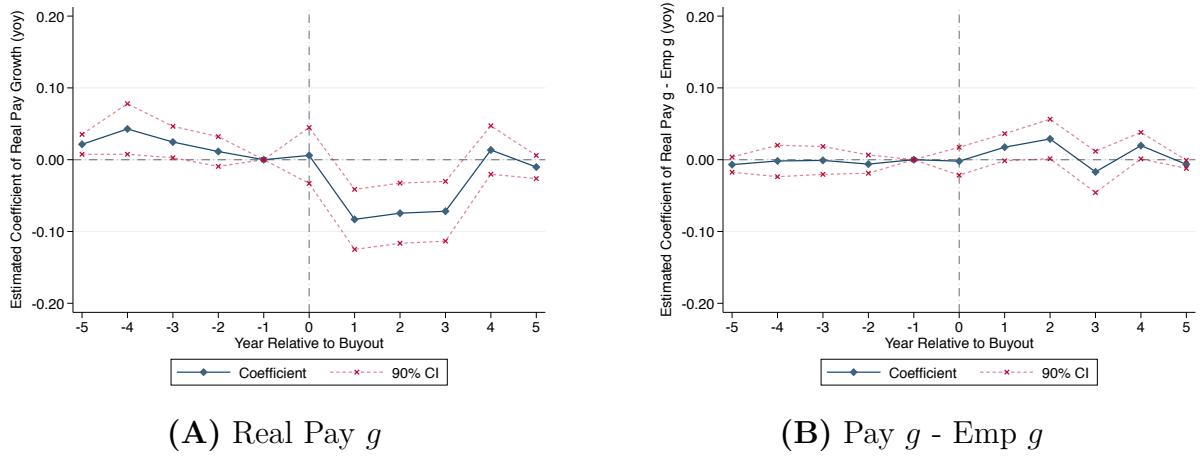 Estimated Coefficient of Real Pay Growth (yoy)
0.20
0.10
0.00
-0.10
-0.20
-5 -4 -3 -2 -1 0 1 2 3 4 5
Year Relative to Buyout
Coefficient 90% CI
(A) Real Pay g
Estimated Coefficient of Real Pay g - Emp g (yoy)
0.20
0.10
0.00
-0.10
-0.20
-5 -4 -3 -2 -1 0 1 2 3 4 5
Year Relative to Buyout
Coefficient 90% CI
(B) Pay g - Emp g